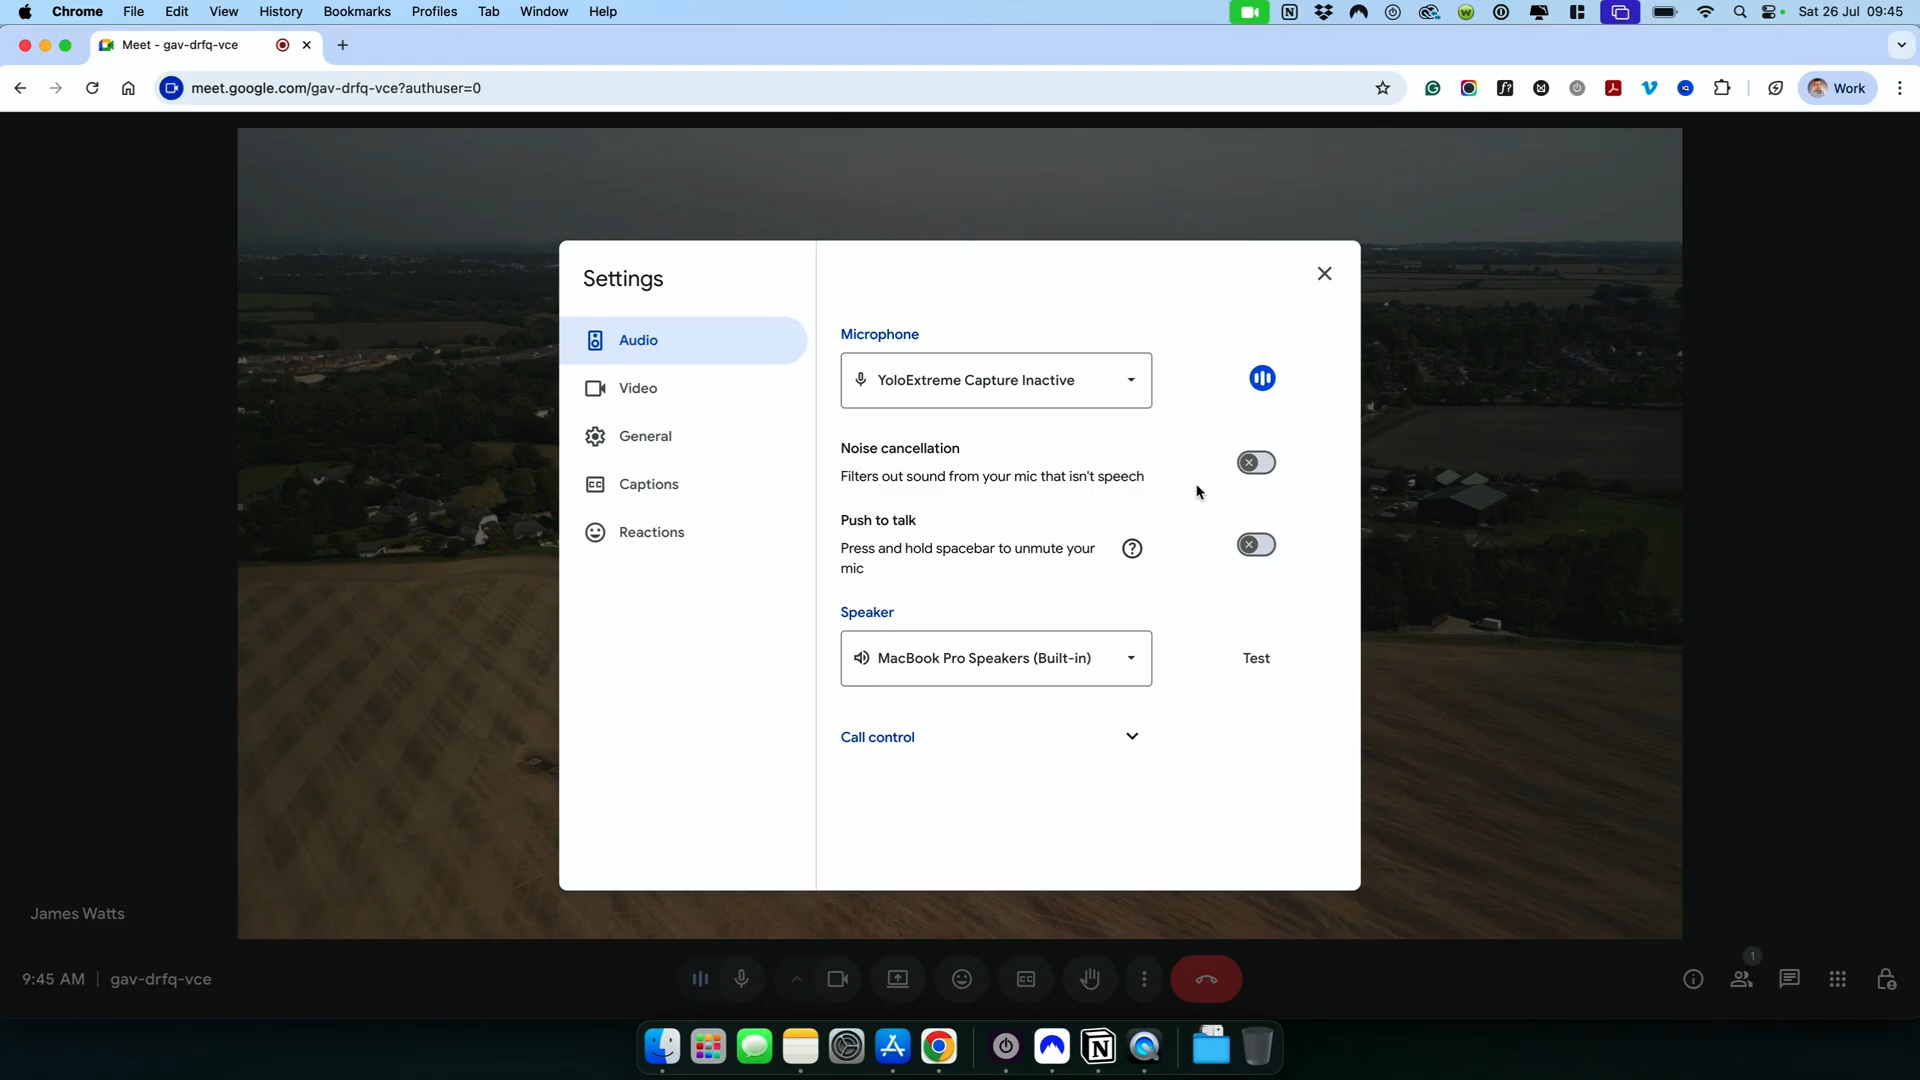 Chrome File Edit View History Bookmarks Profiles Tab Window Help Sat 26 Jul 09:45
Meet - gav-drfq-vce
meet.google.com/gav-drfq-vce?authuser=0 Work
Settings
Audio
Video
General
Captions
Reactions
Microphone
YoloExtreme Capture Inactive
Noise cancellation
Filters out sound from your mic that isn't speech
Push to talk
Press and hold spacebar to unmute your
mic
Speaker
MacBook Pro Speakers (Built-in) Test
Call control
James Watts
9:45 AM | gav-drfq-vce
1